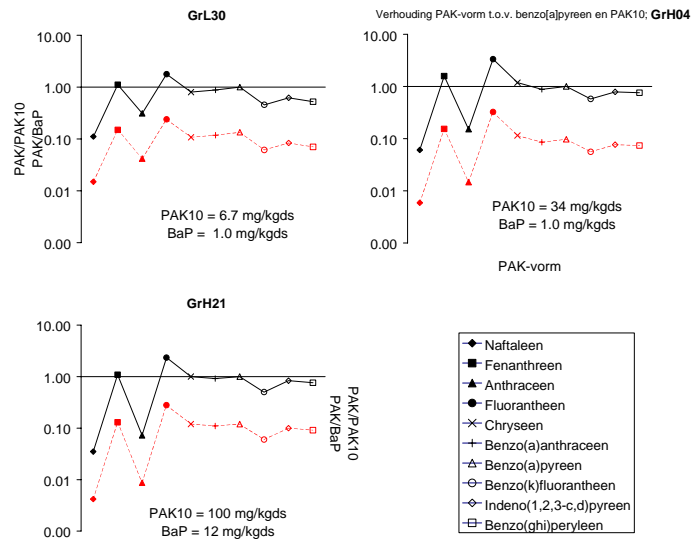 GrL30
10.00
1.00
0.10
0.01
0.00
PAK/PAK10
PAK/BaP
PAK10 = 6.7 mg/kgds
BaP = 1.0 mg/kgds
Verhouding PAK-vorm t.o.v. benzo[a]pyreen en PAK10; GrH04
10.00
1.00
0.10
0.01
0.00
PAK10 = 34 mg/kgds
BaP = 1.0 mg/kgds
PAK-vorm
GrH21
10.00
1.00
0.10
0.01
0.00
PAK/PAK10
PAK/BaP
PAK10 = 100 mg/kgds
BaP = 12 mg/kgds
Naftaleen
Fenanthreen
Anthraceen
Fluorantheen
Chryseen
Benzo(a)anthraceen
Benzo(a)pyreen
Benzo(k)fluorantheen
Indeno(1,2,3-c,d)pyreen
Benzo(ghi)peryleen